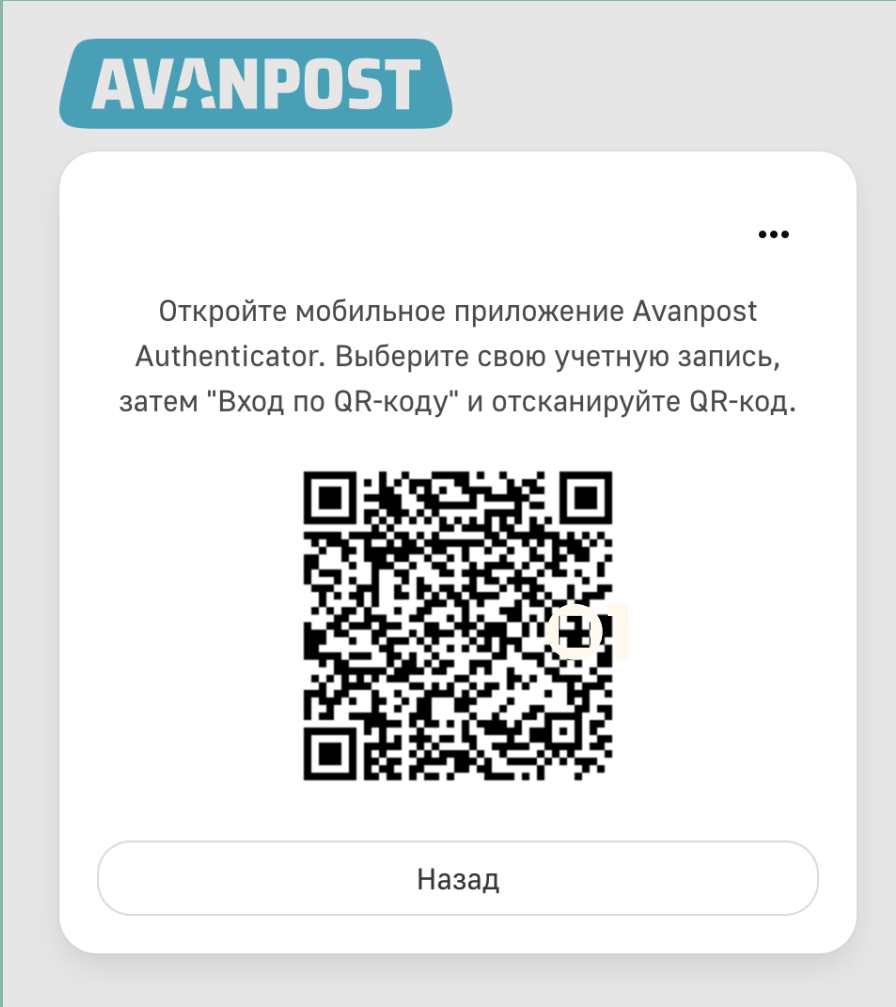 AVANPOST
Откройте мобильное приложение Avanpost
Authenticator. Выберите свою учетную запись,
затем "Вход по QR-коду" и отсканируйте QR-код.
01
Назад